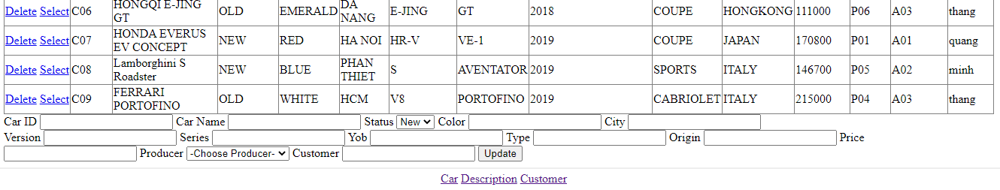 Delete Select C06 HONGQI E-JING GT OLD EMERALD DA NANG E-JING GT 2018 COUPE HONGKONG 111000 P06 A03 thang
Delete Select C07 HONDA EVERUS EV CONCEPT NEW RED HA NOI HR-V VE-1 2019 COUPE JAPAN 170800 P01 A01 quang
Delete Select C08 Lamborghini S Roadster NEW BLUE PHAN THIET S AVENTATOR 2019 SPORTS ITALY 146700 P05 A02 minh
Delete Select C09 FERRARI PORTOFINO OLD WHITE HCM V8 PORTOFINO 2019 CABRIOLET ITALY 215000 P04 A03 thang
Car ID Car Name Status New Color City
Version Series Yob Type Origin Price
Producer -Choose Producer- Customer Update
Car Description Customer